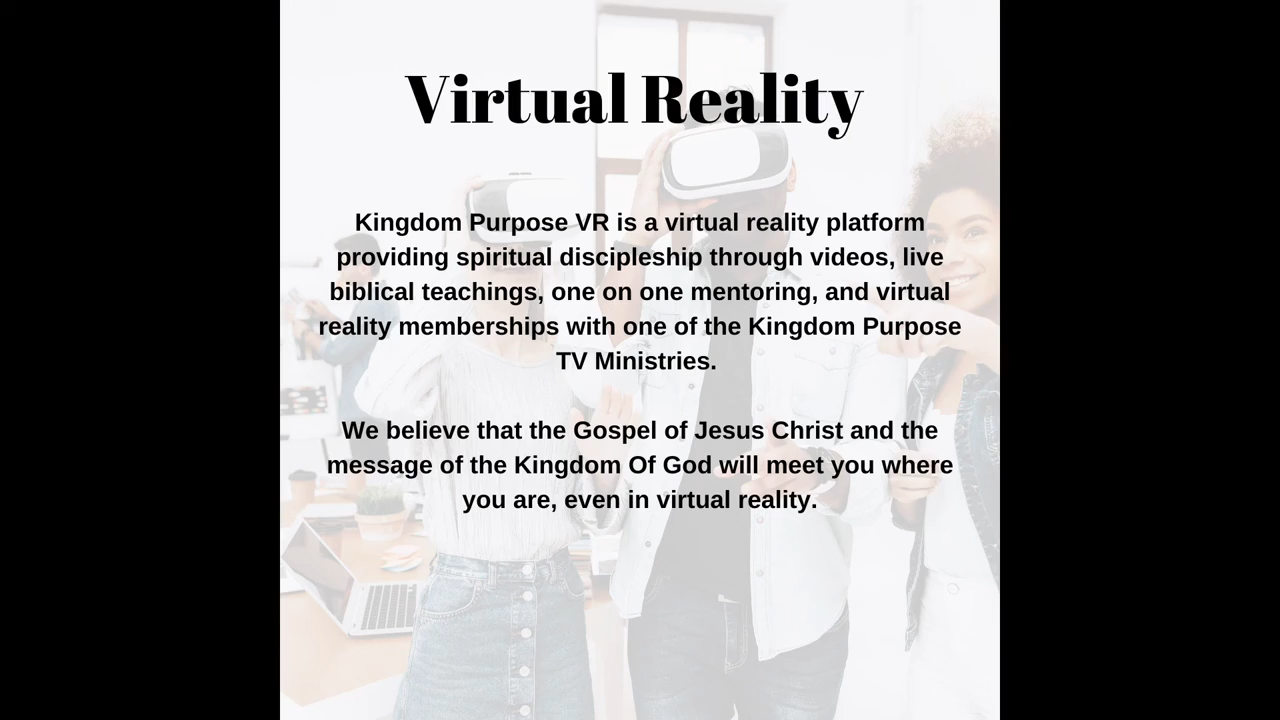 Virtual Reality
Kingdom Purpose VR is a virtual reality platform
providing spiritual discipleship through videos, live
biblical teachings, one on one mentoring, and virtual
reality memberships with one of the Kingdom Purpose
TV Ministries.
We believe that the Gospel of Jesus Christ and the
message of the Kingdom Of God will meet you where
you are, even in virtual reality.